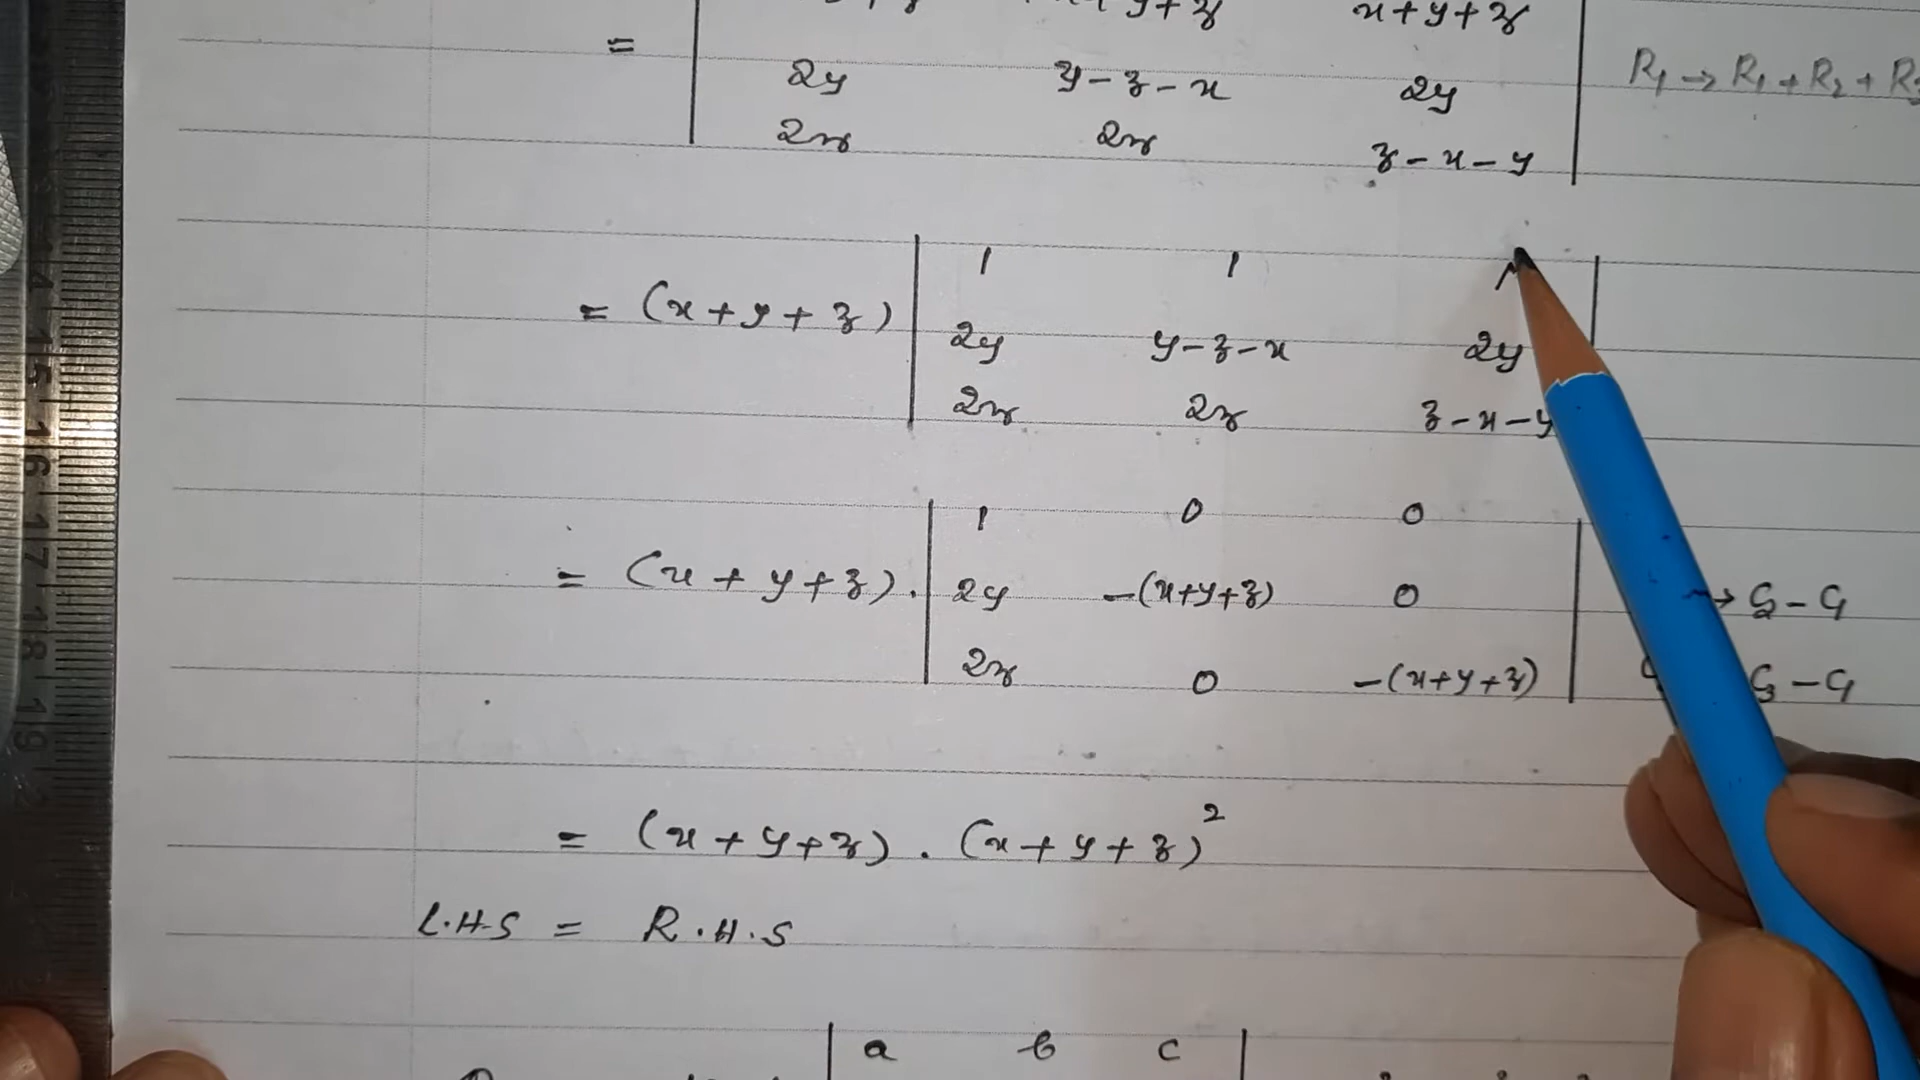 x+y+z
= 2y y-z-x 2y R₁→R₁+R₂+R₃
2z 2z z-x-y
1 1 1
= (x+y+z) 2y y-z-x 2y
2z 2z z-x-y
1 0 0
= (x+y+z). 2y -(x+y+z) 0 → C₂-C₁
2z 0 -(x+y+z) C₃-C₁
= (x+y+z).(x+y+z)²
L.H.S = R.H.S
a b c